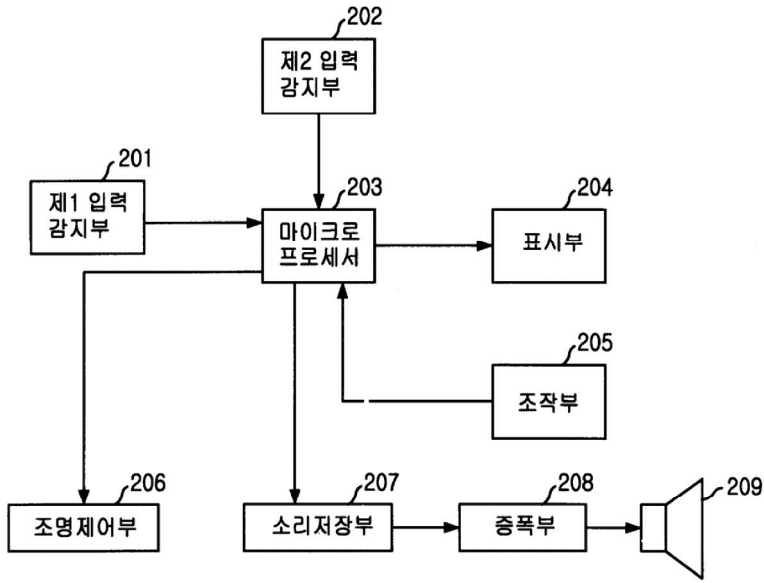 202
제2 입력
감지부
201
제1 입력
감지부
203
마이크로
프로세서
204
표시부
205
조작부
206
조명제어부
207
소리저장부
208
증폭부
209